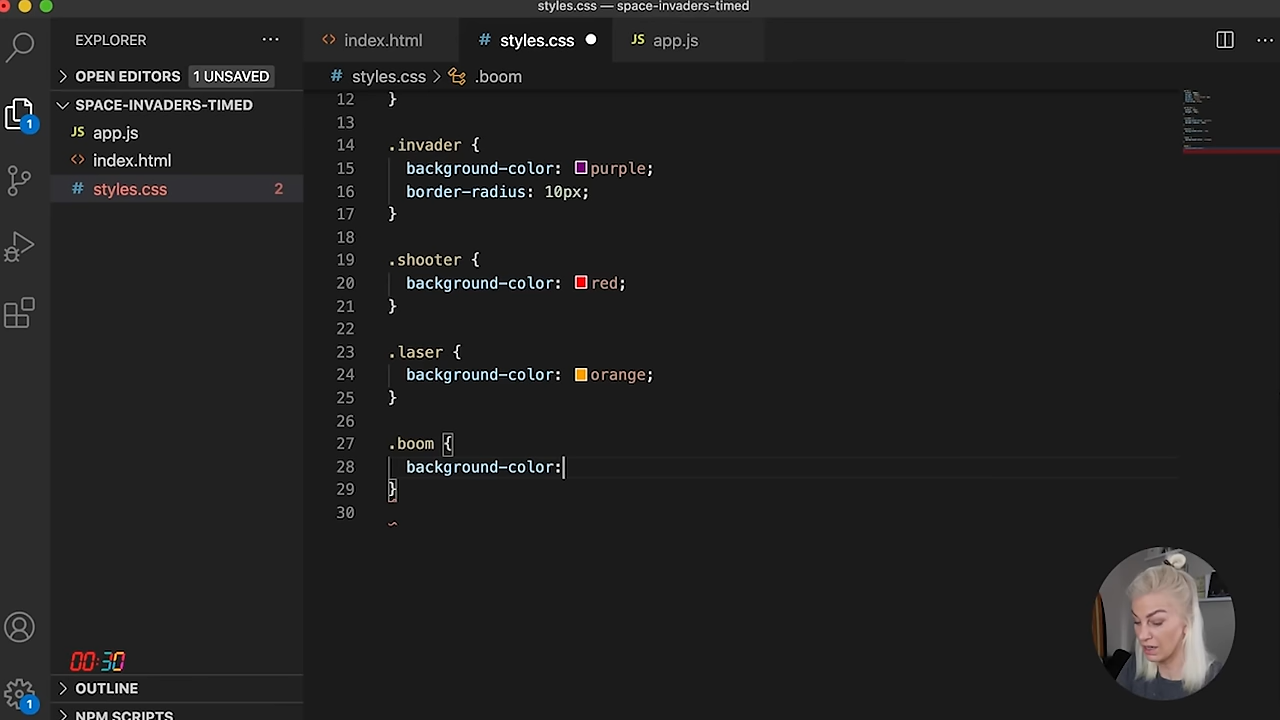 styles.css — space-invaders-timed
EXPLORER
OPEN EDITORS 1 UNSAVED
SPACE-INVADERS-TIMED
JS app.js
<> index.html
# styles.css 2
<> index.html # styles.css JS app.js
# styles.css > .boom
12 }
13
14 .invader {
15 background-color: purple;
16 border-radius: 10px;
17 }
18
19 .shooter {
20 background-color: red;
21 }
22
23 .laser {
24 background-color: orange;
25 }
26
27 .boom {
28 background-color:
29 }
30
1
00:30
OUTLINE
1
NPM SCRIPTS